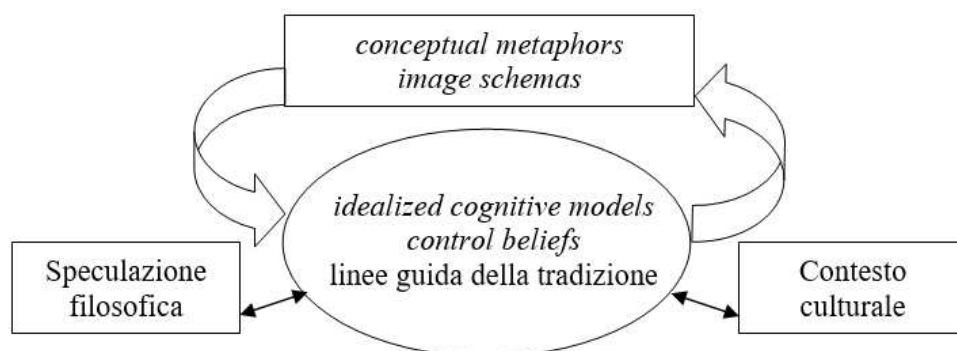 conceptual metaphors
image schemas
idealized cognitive models
control beliefs
linee guida della tradizione
Speculazione
filosofica
Contesto
culturale